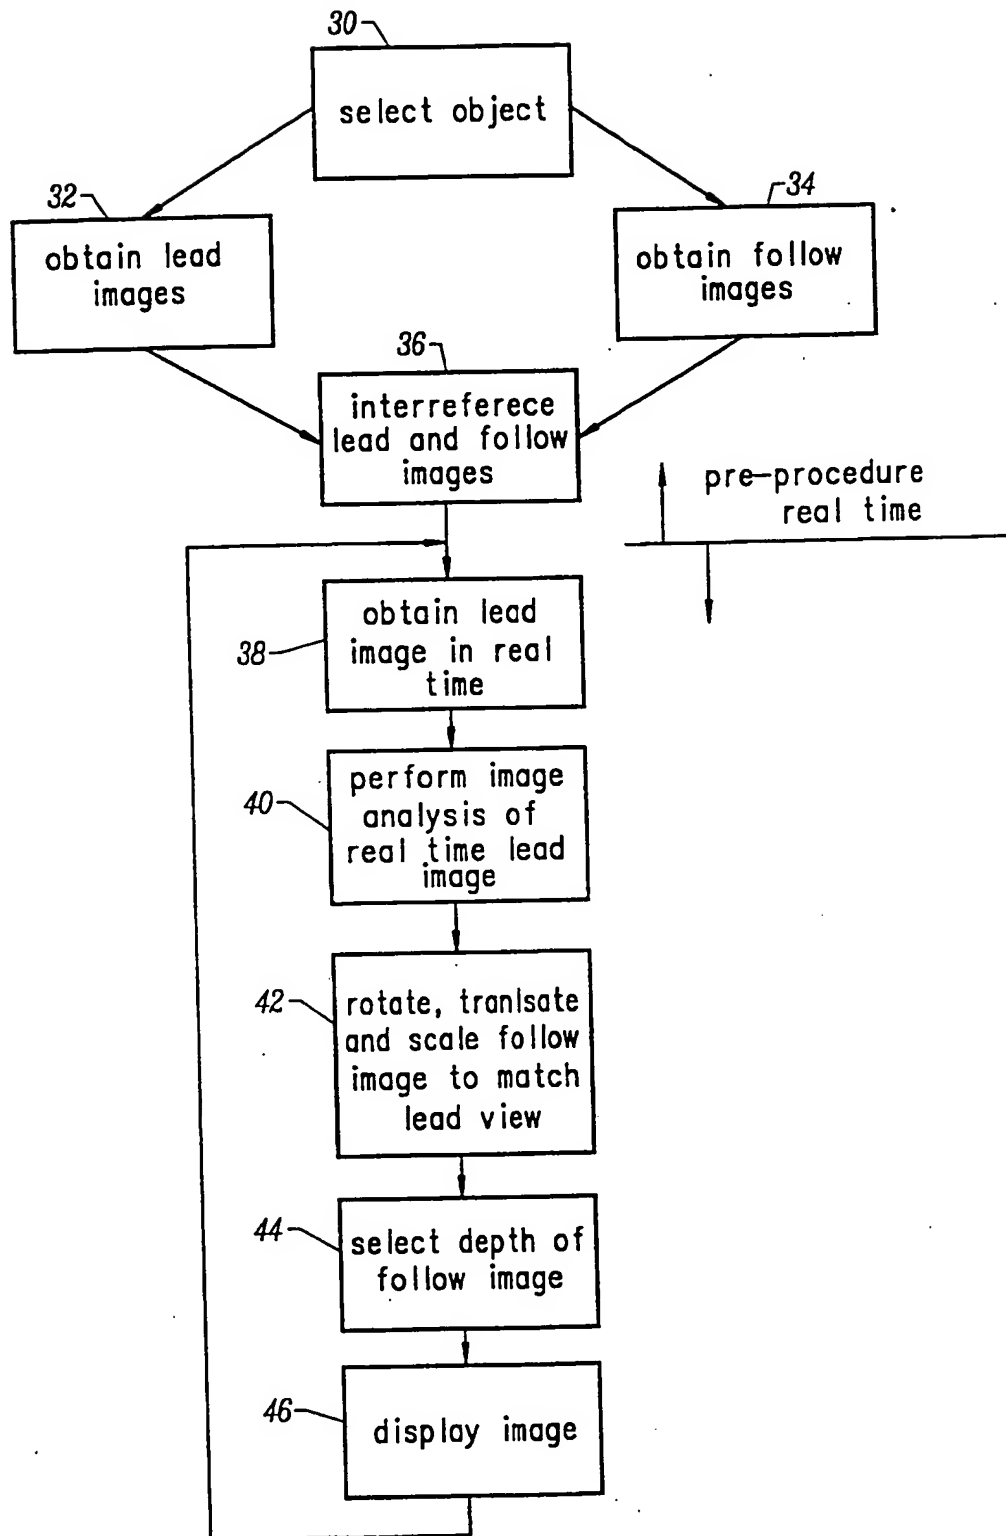 30
select object
32
obtain lead
images
34
obtain follow
images
36
interreferece
lead and follow
images
pre-procedure
real time
38
obtain lead
image in real
time
40
perform image
analysis of
real time lead
image
42
rotate, tranlsate
and scale follow
image to match
lead view
44
select depth of
follow image
46
display image